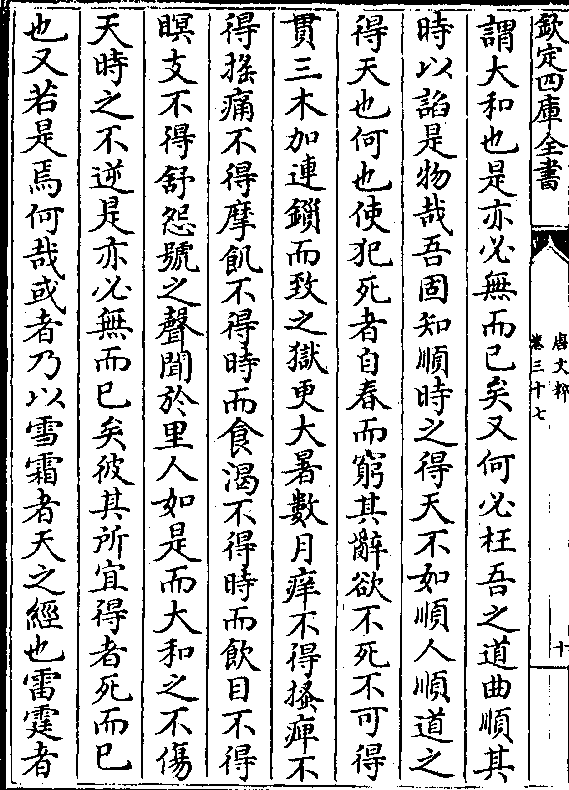 欽定四庫全書
唐文粹
卷三十七
十
謂大和也是亦必無而已矣又何必枉吾之道曲順其
時以諂是物哉吾固知順時之得天不如順人順道之
得天也何也使犯死者自春而窮其辭欲不死不可得
貫三木加連鎖而致之獄更大暑數月痒不得搔痺不
得揺痛不得摩飢不得時而食渴不得時而飲目不得
瞑支不得舒怨號之聲聞於里人如是而大和之不傷
天時之不逆是亦必無而已矣彼其所宜得者死而已
也又若是焉何哉或者乃以雪霜者天之經也雷霆者